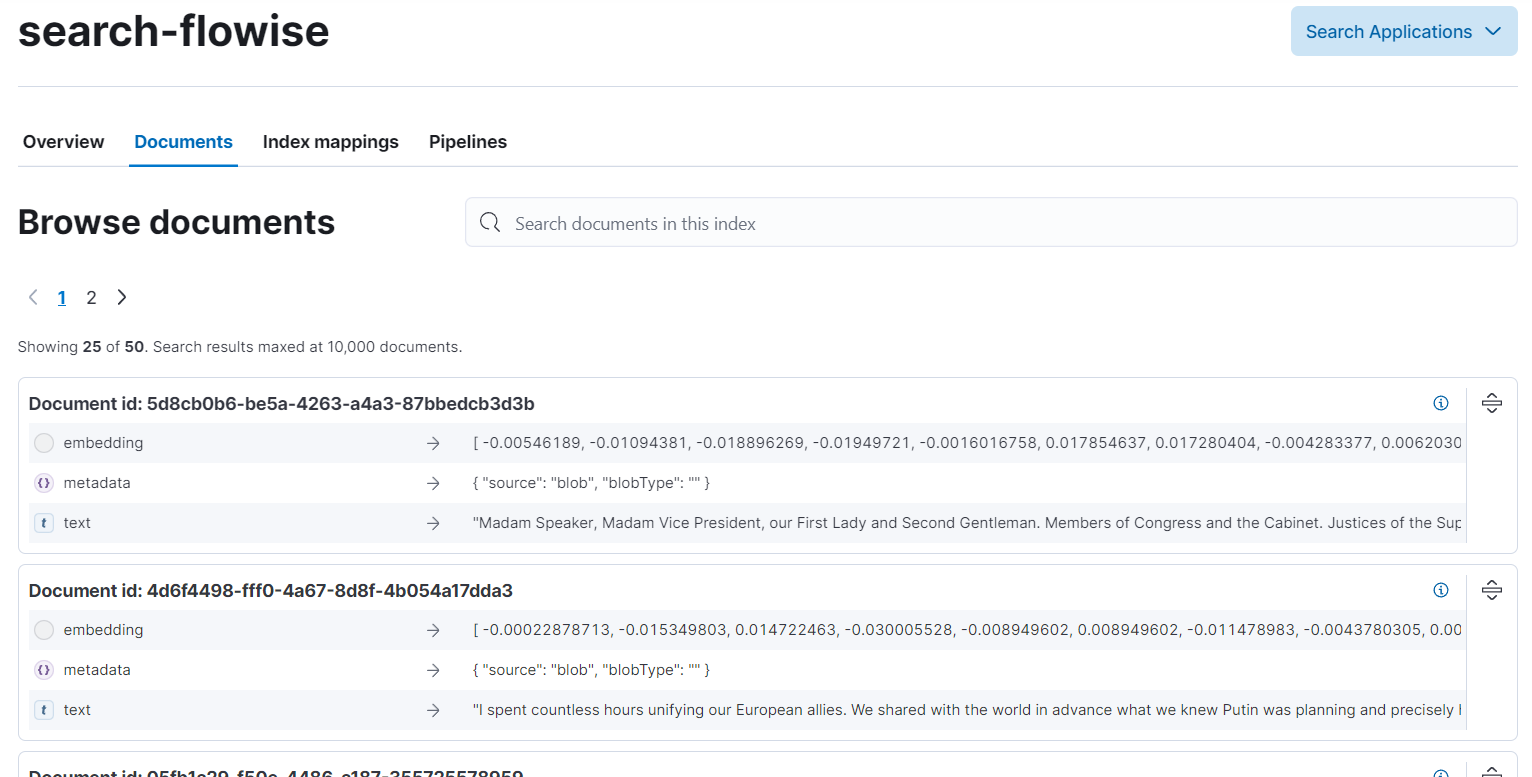 search-flowise
Search Applications
Overview Documents Index mappings Pipelines
Browse documents
Search documents in this index
1 2
Showing 25 of 50. Search results maxed at 10,000 documents.
Document id: 5d8cb0b6-be5a-4263-a4a3-87bbedcb3d3b
embedding → [ -0.00546189, -0.01094381, -0.018896269, -0.01949721, -0.0016016758, 0.017854637, 0.017280404, -0.004283377, 0.0062030
{} metadata → { "source": "blob", "blobType": "" }
t text → "Madam Speaker, Madam Vice President, our First Lady and Second Gentleman. Members of Congress and the Cabinet. Justices of the Sup
Document id: 4d6f4498-fff0-4a67-8d8f-4b054a17dda3
embedding → [ -0.00022878713, -0.015349803, 0.014722463, -0.030005528, -0.008949602, 0.008949602, -0.011478983, -0.0043780305, 0.00
{} metadata → { "source": "blob", "blobType": "" }
t text → "I spent countless hours unifying our European allies. We shared with the world in advance what we knew Putin was planning and precisely
Document id: